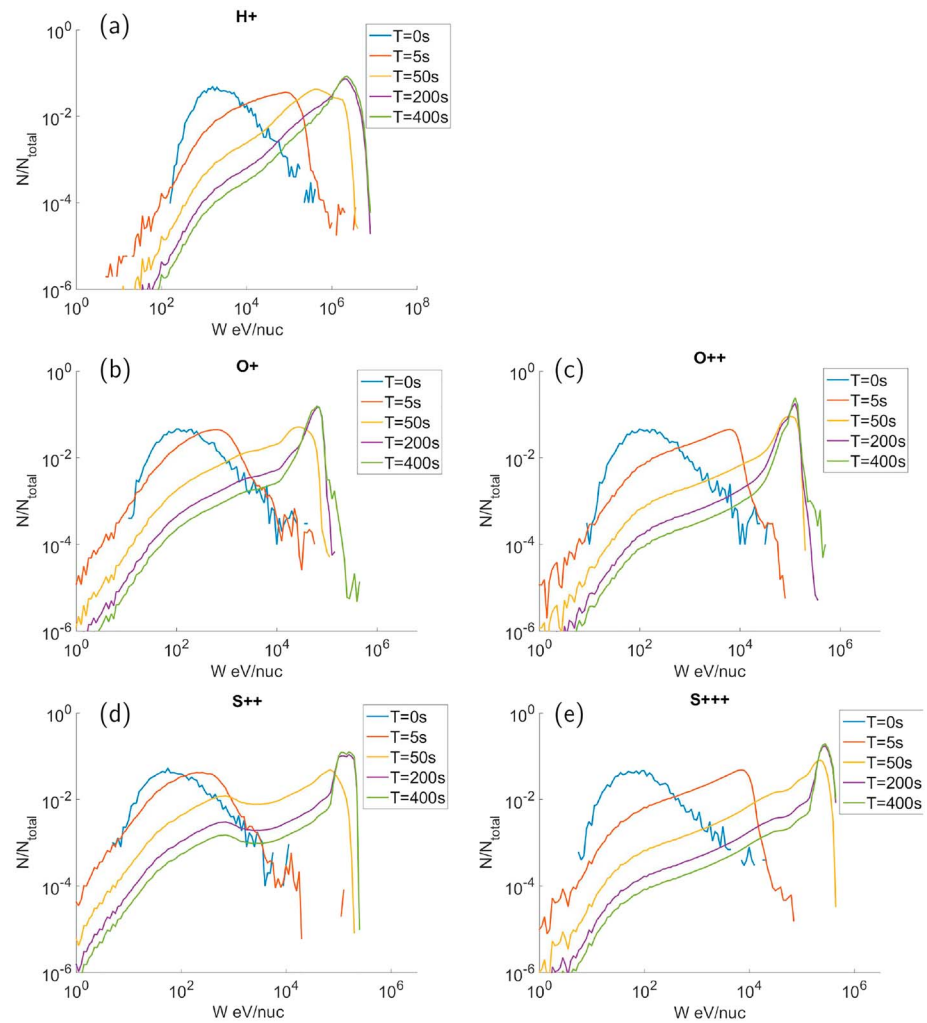 (a)
H+
T=0s
T=5s
T=50s
T=200s
T=400s
10^0
10^-2
10^-4
10^-6
N/N_total
10^0 10^2 10^4 10^6 10^8
W eV/nuc
(b)
O+
T=0s
T=5s
T=50s
T=200s
T=400s
10^0
10^-2
10^-4
10^-6
N/N_total
10^0 10^2 10^4 10^6
W eV/nuc
(c)
O++
T=0s
T=5s
T=50s
T=200s
T=400s
10^0
10^-2
10^-4
10^-6
N/N_total
10^0 10^2 10^4 10^6
W eV/nuc
(d)
S++
T=0s
T=5s
T=50s
T=200s
T=400s
10^0
10^-2
10^-4
10^-6
N/N_total
10^0 10^2 10^4 10^6
W eV/nuc
(e)
S+++
T=0s
T=5s
T=50s
T=200s
T=400s
10^0
10^-2
10^-4
10^-6
N/N_total
10^0 10^2 10^4 10^6
W eV/nuc